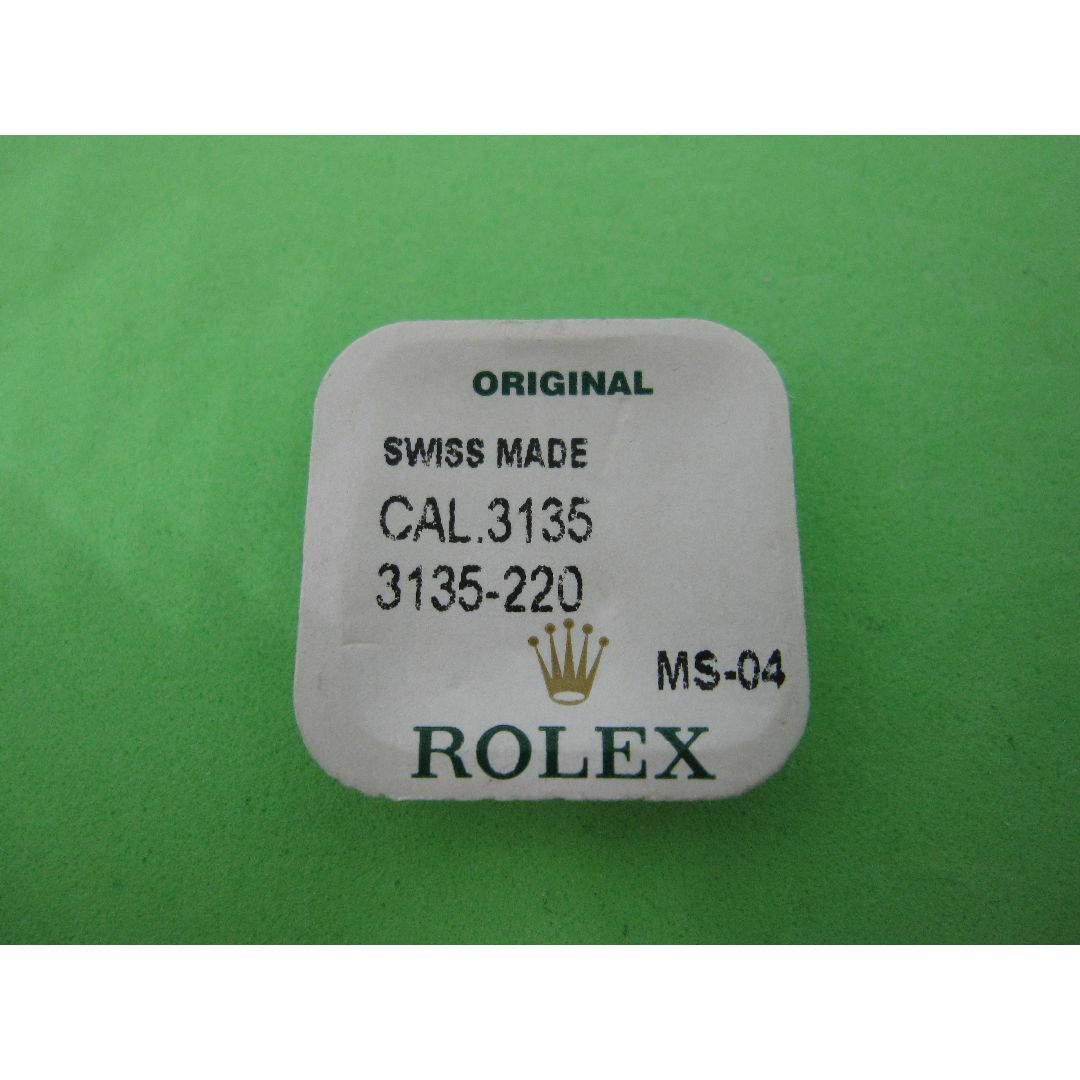 ORIGINAL
SWISS MADE
CAL.3135
3135-220
MS-04
ROLEX